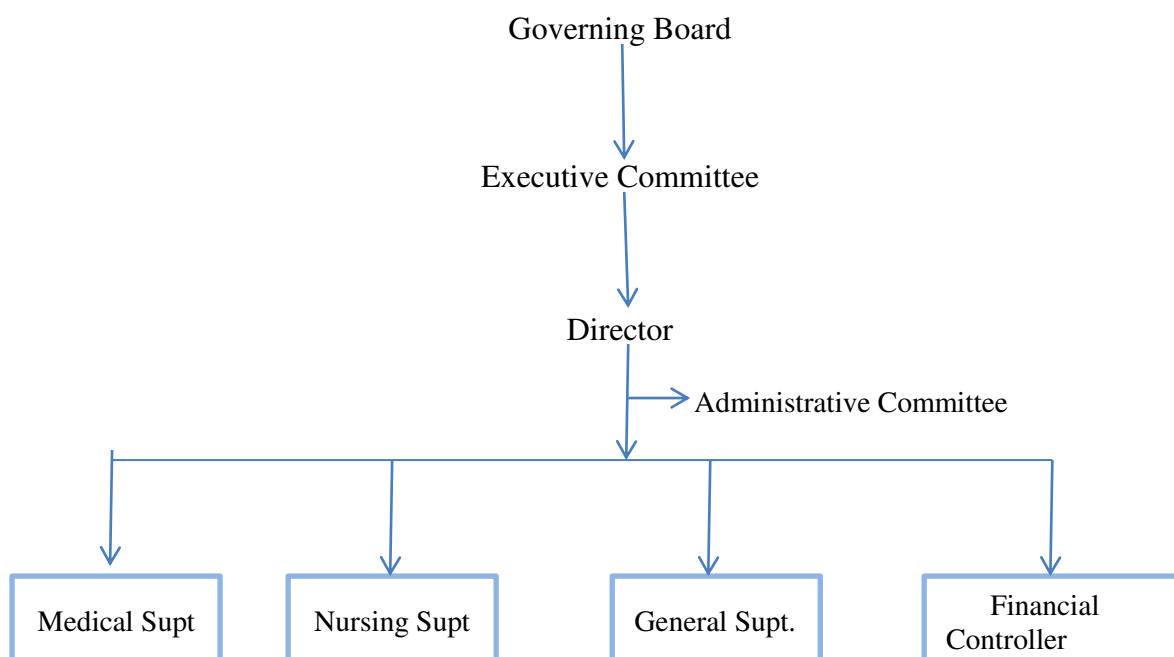 Governing Board
Executive Committee
Director
Administrative Committee
Medical Supt
Nursing Supt
General Supt.
Financial
Controller